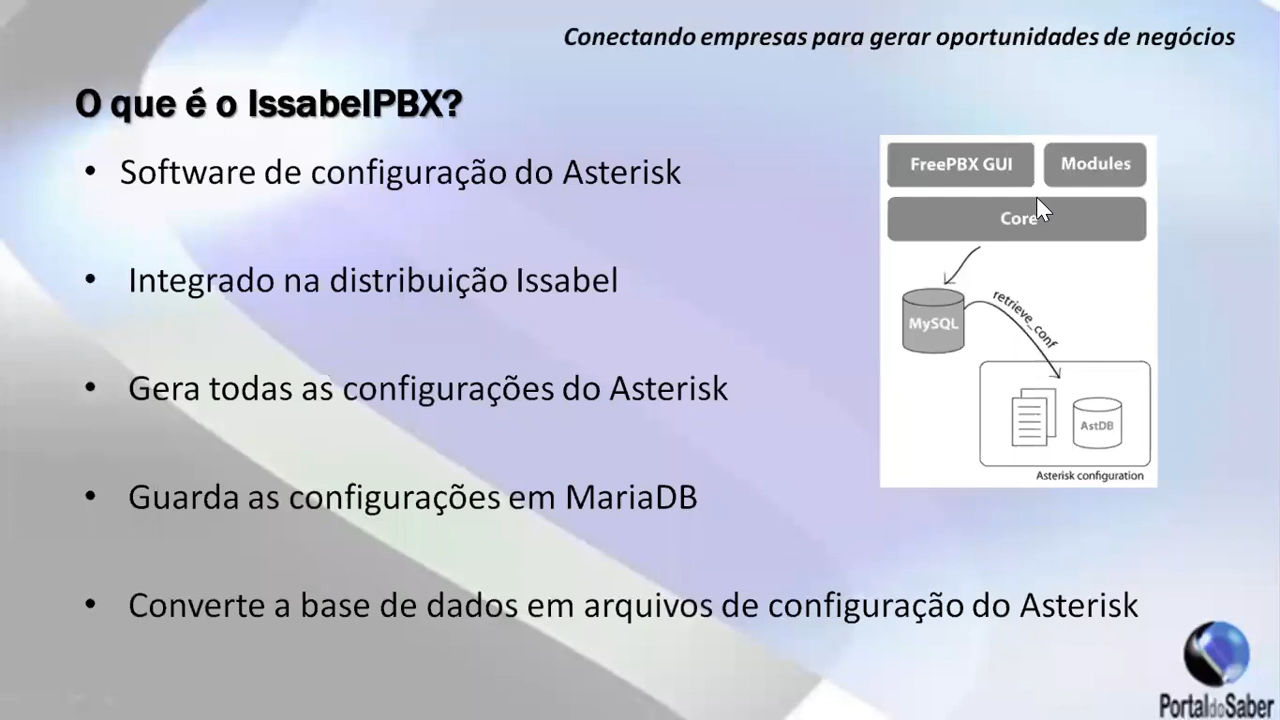 Conectando empresas para gerar oportunidades de negócios
O que é o IssabelPBX?
• Software de configuração do Asterisk
• Integrado na distribuição Issabel
• Gera todas as configurações do Asterisk
• Guarda as configurações em MariaDB
• Converte a base de dados em arquivos de configuração do Asterisk
FreePBX GUI
Modules
Core
MySQL
retrieve_conf
AstDB
Asterisk configuration
PortaldoSaber